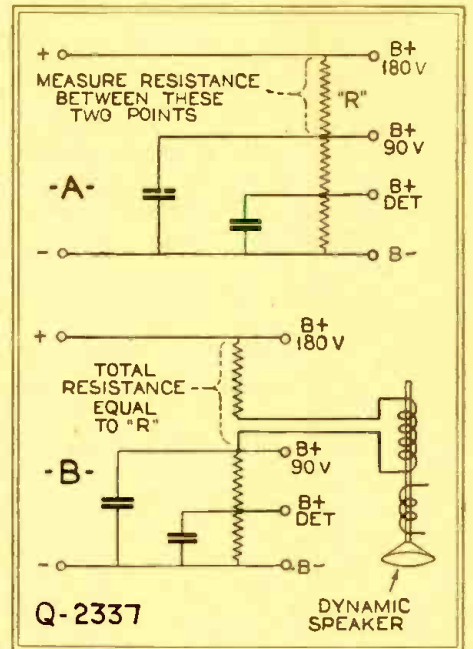 +
B+
180 V
MEASURE RESISTANCE
BETWEEN THESE
TWO POINTS
"R"
B+
90 V
-A-
B+
DET
-
B-
+
B+
180 V
TOTAL
RESISTANCE
EQUAL
TO "R"
B+
90 V
-B-
B+
DET
-
B-
Q-2337
DYNAMIC
SPEAKER